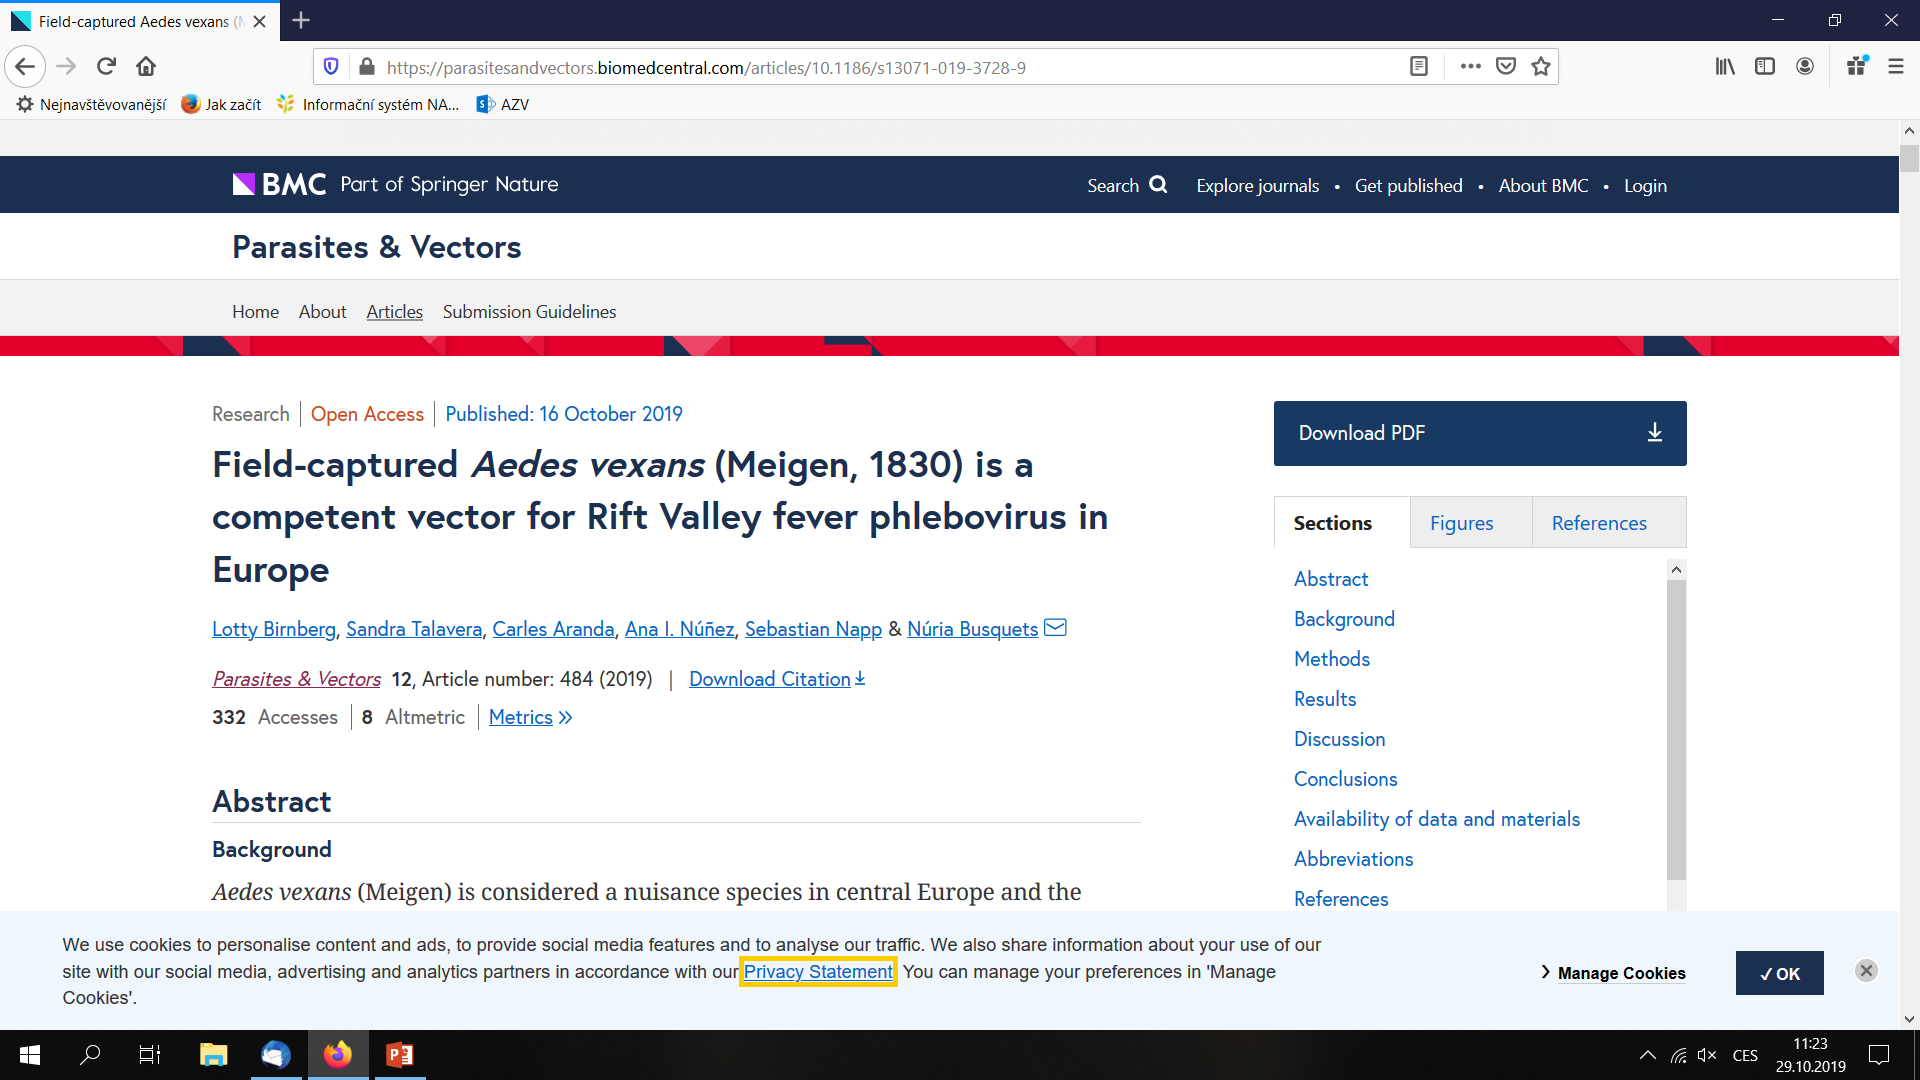 Field-captured Aedes vexans (
https://parasitesandvectors.biomedcentral.com/articles/10.1186/s13071-019-3728-9
Nejnavštěvovanější Jak začít Informační systém NA... AZV
BMC Part of Springer Nature
Search Explore journals • Get published • About BMC • Login
Parasites & Vectors
Home About Articles Submission Guidelines
Research | Open Access | Published: 16 October 2019
Field-captured Aedes vexans (Meigen, 1830) is a
competent vector for Rift Valley fever phlebovirus in
Europe
Lotty Birnberg, Sandra Talavera, Carles Aranda, Ana I. Núñez, Sebastian Napp & Núria Busquets
Parasites & Vectors 12, Article number: 484 (2019) | Download Citation
332 Accesses | 8 Altmetric | Metrics »
Abstract
Background
Aedes vexans (Meigen) is considered a nuisance species in central Europe and the
Download PDF
Sections Figures References
Abstract
Background
Methods
Results
Discussion
Conclusions
Availability of data and materials
Abbreviations
References
We use cookies to personalise content and ads, to provide social media features and to analyse our traffic. We also share information about your use of our
site with our social media, advertising and analytics partners in accordance with our Privacy Statement. You can manage your preferences in 'Manage
Cookies'.
Manage Cookies
✓ OK
CES
11:23
29.10.2019